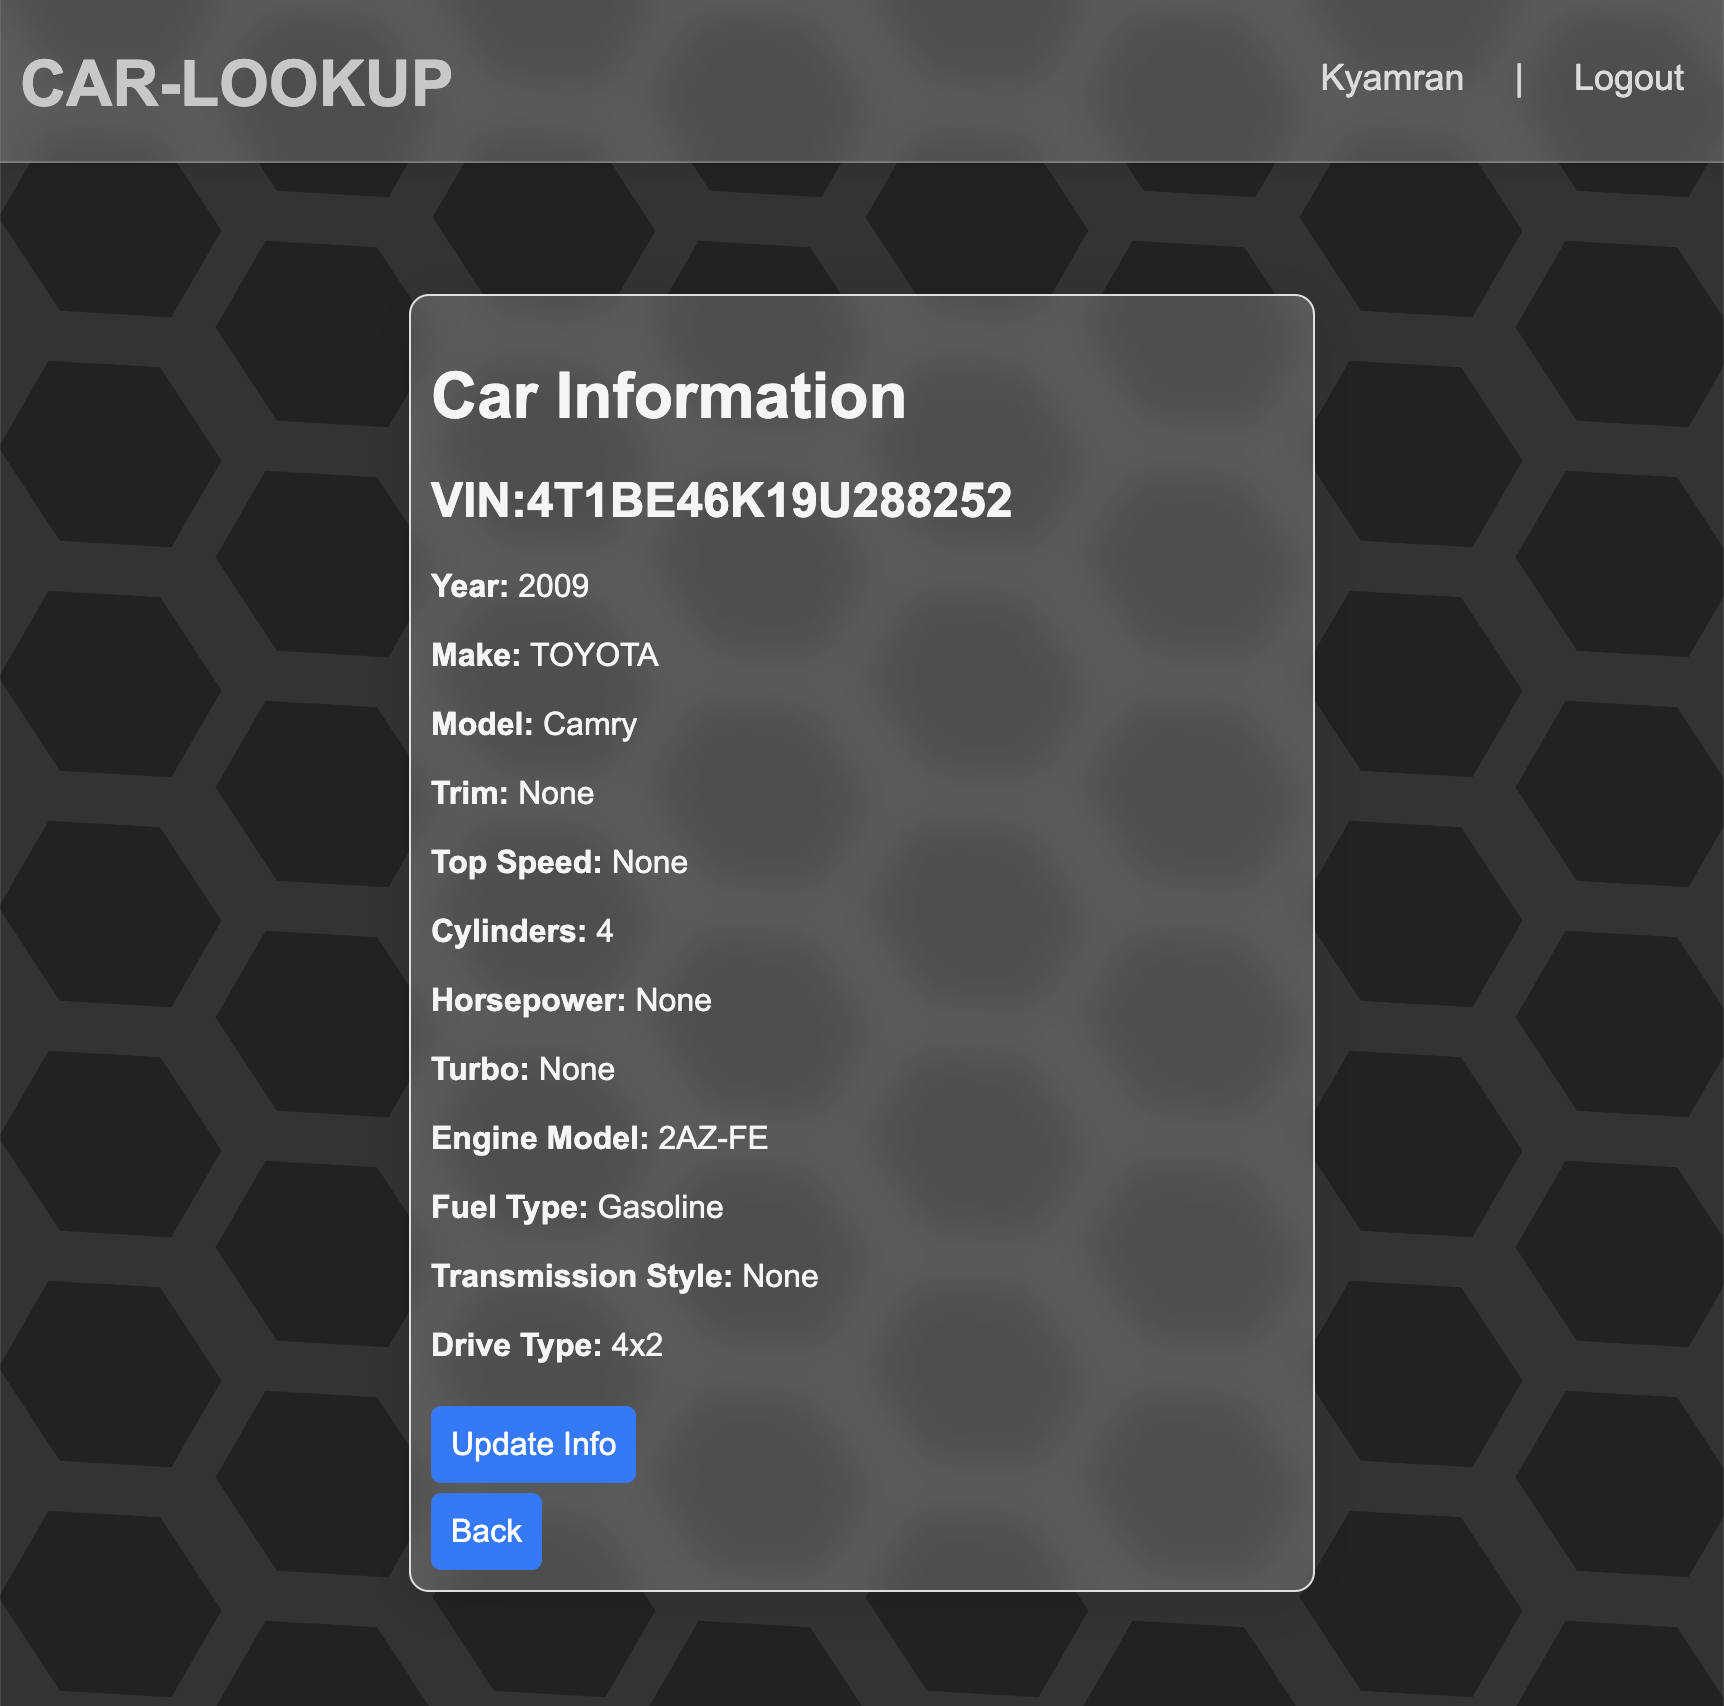 CAR-LOOKUP
Kyamran | Logout
Car Information
VIN:4T1BE46K19U288252
Year: 2009
Make: TOYOTA
Model: Camry
Trim: None
Top Speed: None
Cylinders: 4
Horsepower: None
Turbo: None
Engine Model: 2AZ-FE
Fuel Type: Gasoline
Transmission Style: None
Drive Type: 4x2
Update Info
Back